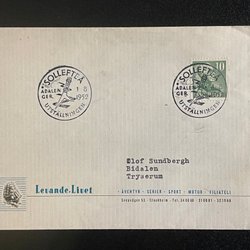 SOLLEFTEÅ
ÅDALEN
GER.
1 8
1952
UTSTÄLLNINGEN
SOLLEFTEÅ
ÅDALEN
GER.
UTSTÄLLNINGEN
10
Olof Sundbergh
Bidalen
Tryserum
Levande Livet
ÄVENTYR · SERIER · SPORT · MOTOR · FILATELI
Stockholm